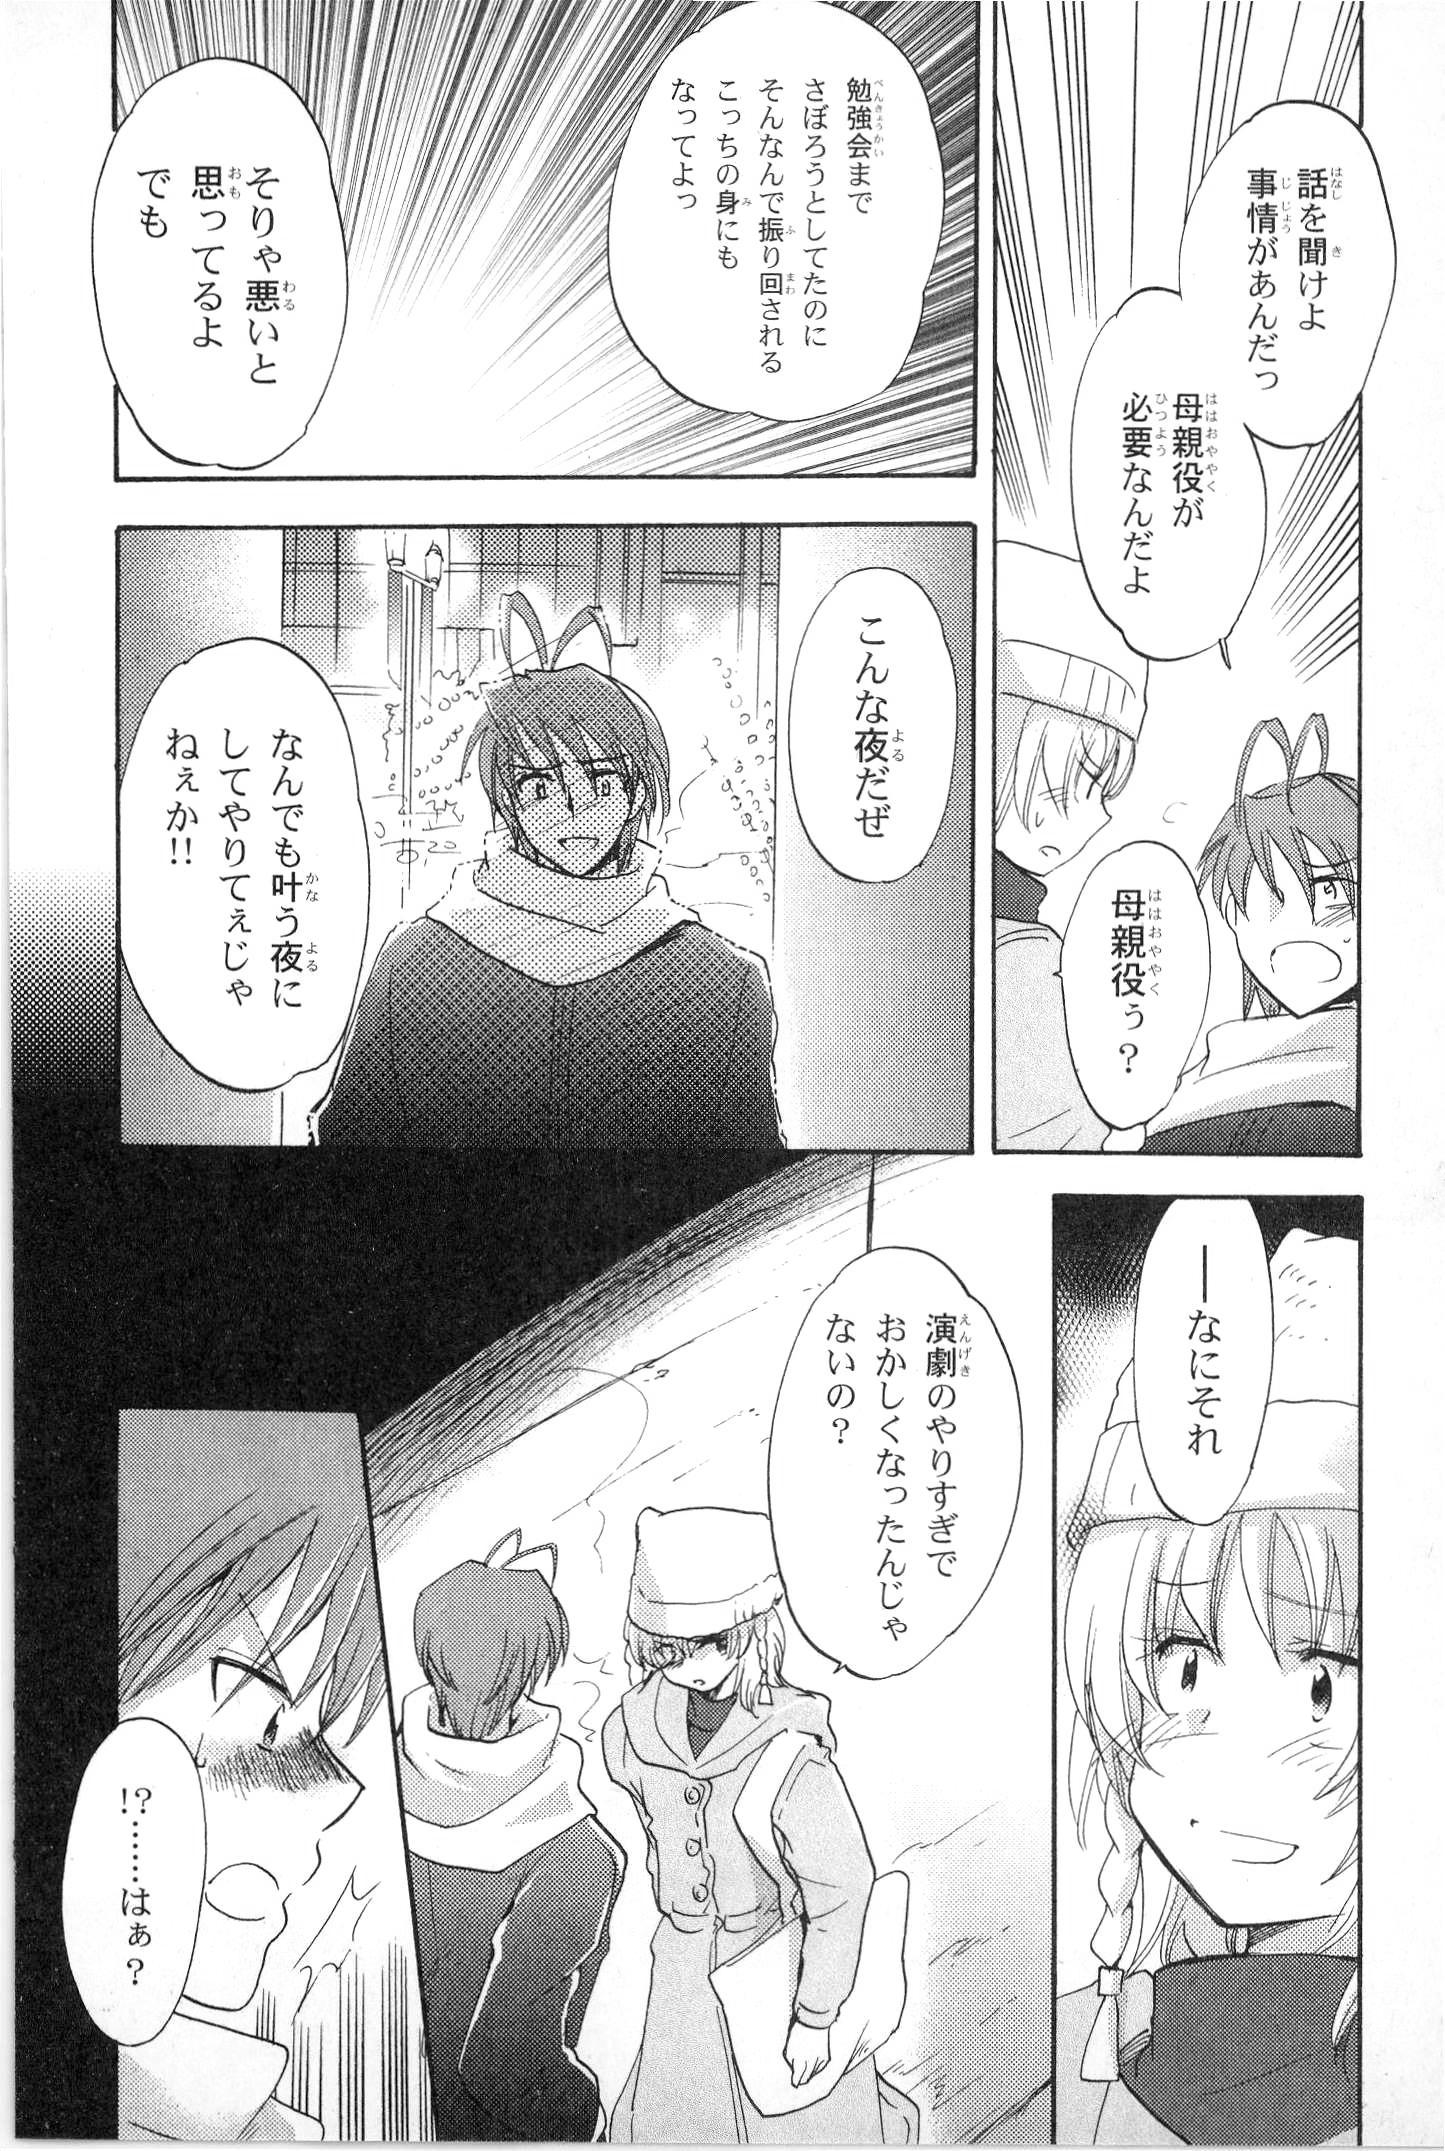 話を聞けよ
事情があんだっ
母親役が
必要なんだよ
母親役ぅ？
勉強会まで
さぼろうとしてたのに
そんなんで振り回される
こっちの身にも
なってよっ
そりゃ悪いと
思ってるよ
でも
こんな夜だぜ
なんでも叶う夜に
してやりてぇじゃ
ねぇか!!
―なにそれ
演劇のやりすぎで
おかしくなったんじゃ
ないの？
!?……はぁ？